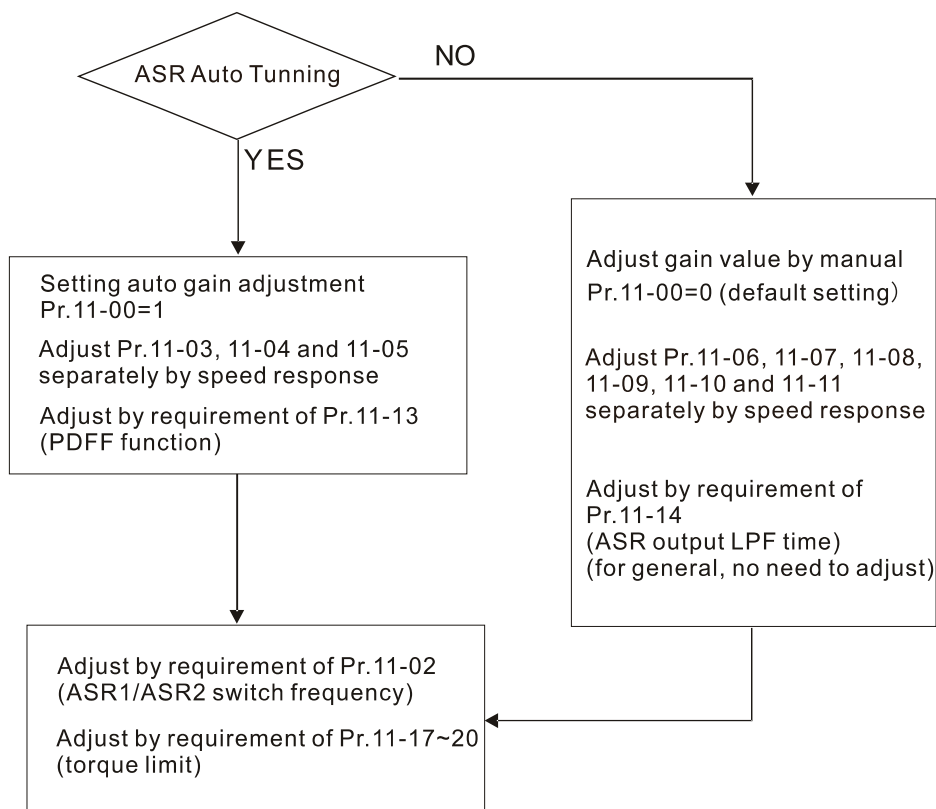 ASR Auto Tunning
NO
YES
Setting auto gain adjustment
Pr.11-00=1
Adjust Pr.11-03, 11-04 and 11-05
separately by speed response
Adjust by requirement of Pr.11-13
(PDFF function)
Adjust gain value by manual
Pr.11-00=0 (default setting)
Adjust Pr.11-06, 11-07, 11-08,
11-09, 11-10 and 11-11
separately by speed response
Adjust by requirement of
Pr.11-14
(ASR output LPF time)
(for general, no need to adjust)
Adjust by requirement of Pr.11-02
(ASR1/ASR2 switch frequency)
Adjust by requirement of Pr.11-17~20
(torque limit)